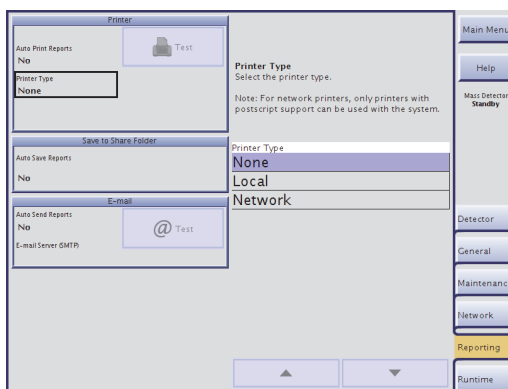 Printer
Auto Print Reports
No
Test
Printer Type
None
Save to Share Folder
Auto Save Reports
No
E-mail
Auto Send Reports
No
@ Test
E-mail Server (SMTP)
Printer Type
Select the printer type.
Note: For network printers, only printers with
postscript support can be used with the system.
Printer Type
None
Local
Network
Main Menu
Help
Mass Detector
Standby
Detector
General
Maintenanc
Network
Reporting
Runtime